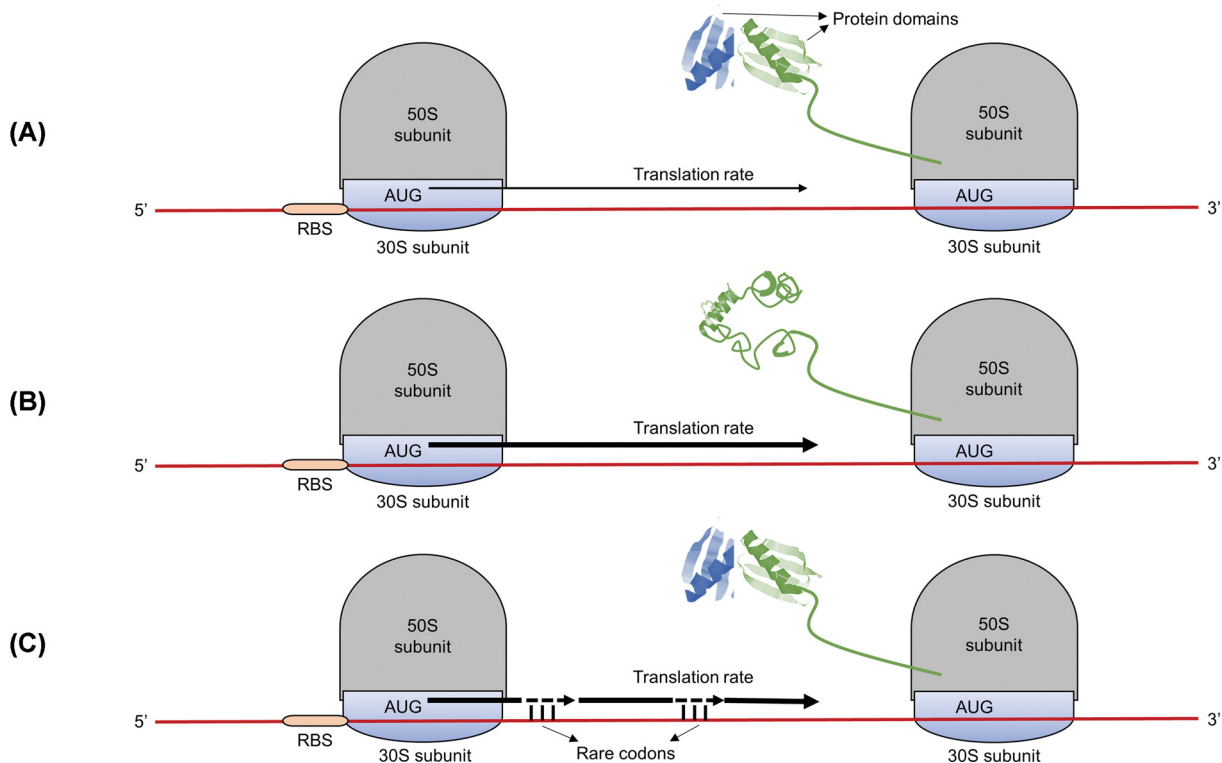 Protein domains
(A)
50S
subunit
50S
subunit
Translation rate
AUG
AUG
5’
3’
RBS
30S subunit
30S subunit
(B)
50S
subunit
50S
subunit
Translation rate
AUG
AUG
5’
3’
RBS
30S subunit
30S subunit
(C)
50S
subunit
50S
subunit
Translation rate
AUG
AUG
5’
3’
RBS
30S subunit
Rare codons
30S subunit